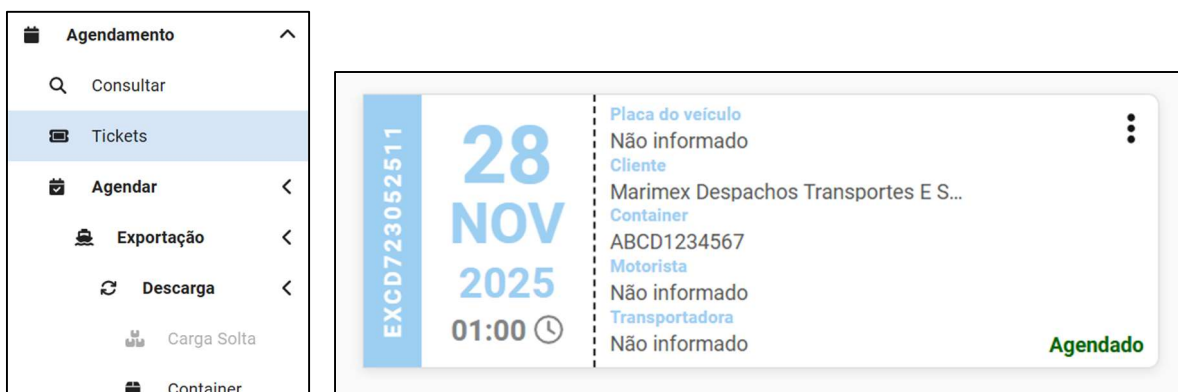 Agendamento
Consultar
Tickets
Agendar
Exportação
Descarga
Carga Solta
Container
EXCD723052511
28
NOV
2025
01:00
Placa do veículo
Não informado
Cliente
Marimex Despachos Transportes E S...
Container
ABCD1234567
Motorista
Não informado
Transportadora
Não informado
Agendado